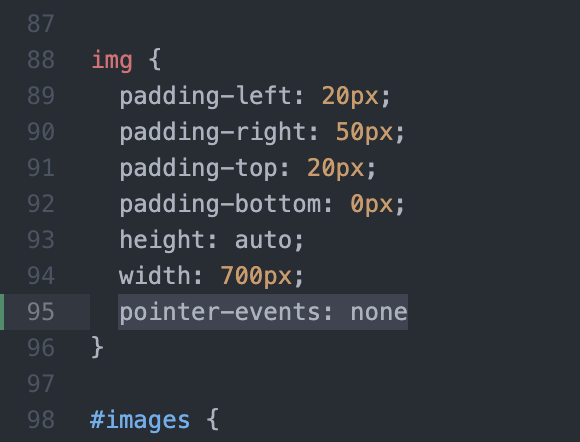 87
88 img {
89 padding-left: 20px;
90 padding-right: 50px;
91 padding-top: 20px;
92 padding-bottom: 0px;
93 height: auto;
94 width: 700px;
95 pointer-events: none
96 }
97
98 #images {